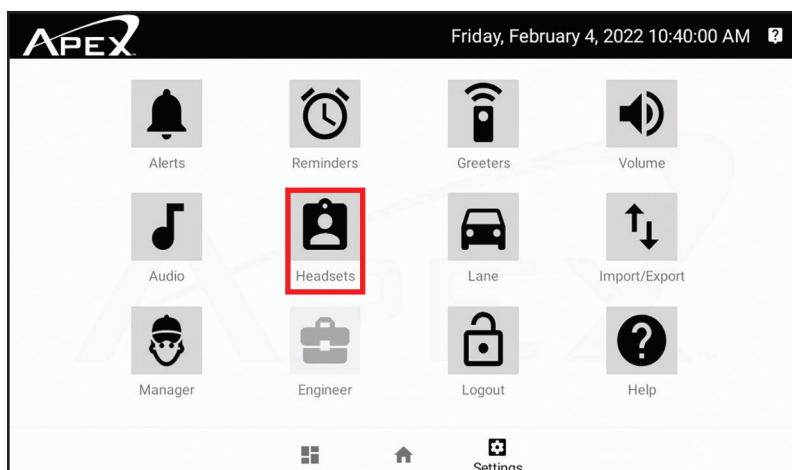 APEX
Friday, February 4, 2022 10:40:00 AM ?
Alerts Reminders Greeters Volume
Audio Headsets Lane Import/Export
Manager Engineer Logout ? Help
APEX
Settings